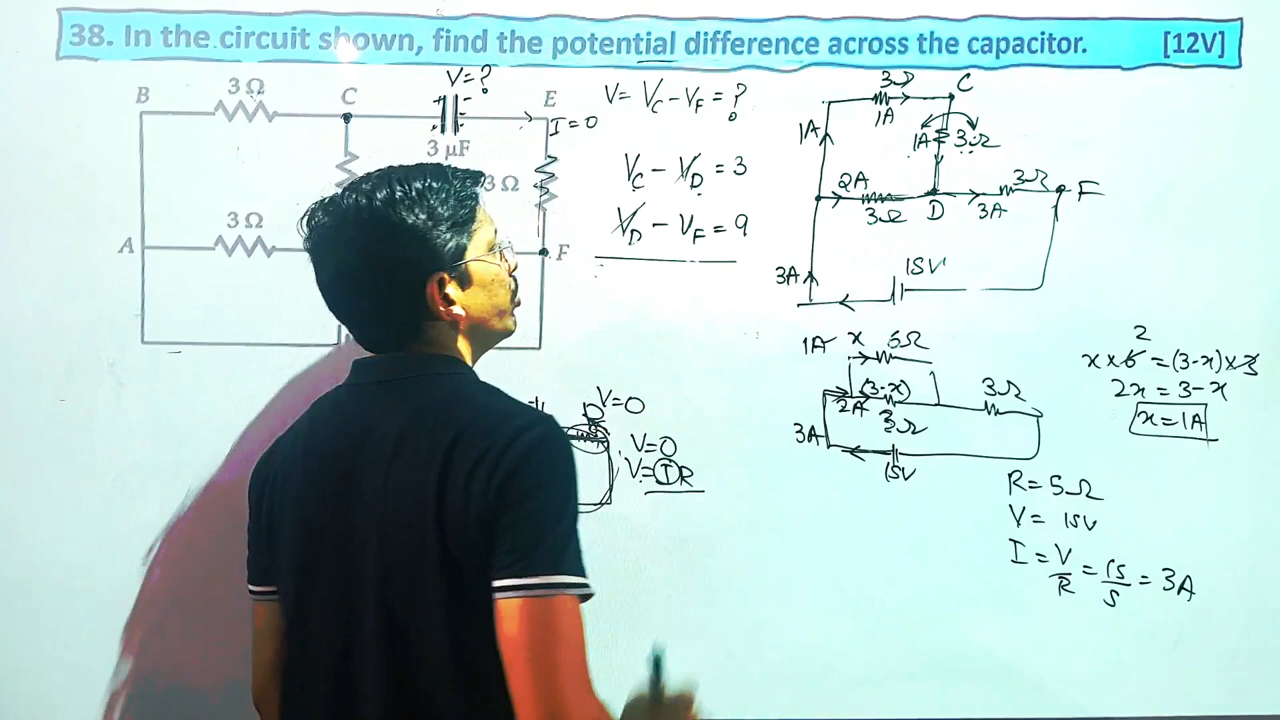 38. In the circuit shown, find the potential difference across the capacitor. [12V]
B 3 Ω C V=? E
I=0
3 μF
3 Ω
A 3 Ω F
V = V_C - V_F = ?
V_C - V_D = 3
V_D - V_F = 9
V=0
V=0
V=IR
3Ω C
1A 1A
1A 3Ω
2A 3Ω F
3Ω D 3A
3A 15V
1A x 6Ω
2A (3-x) 3Ω
3Ω
3A 15V
2
x × 6 = (3-x) × 3
2x = 3-x
x = 1A
R = 5Ω
V = 15V
I = V/R = 15/5 = 3A